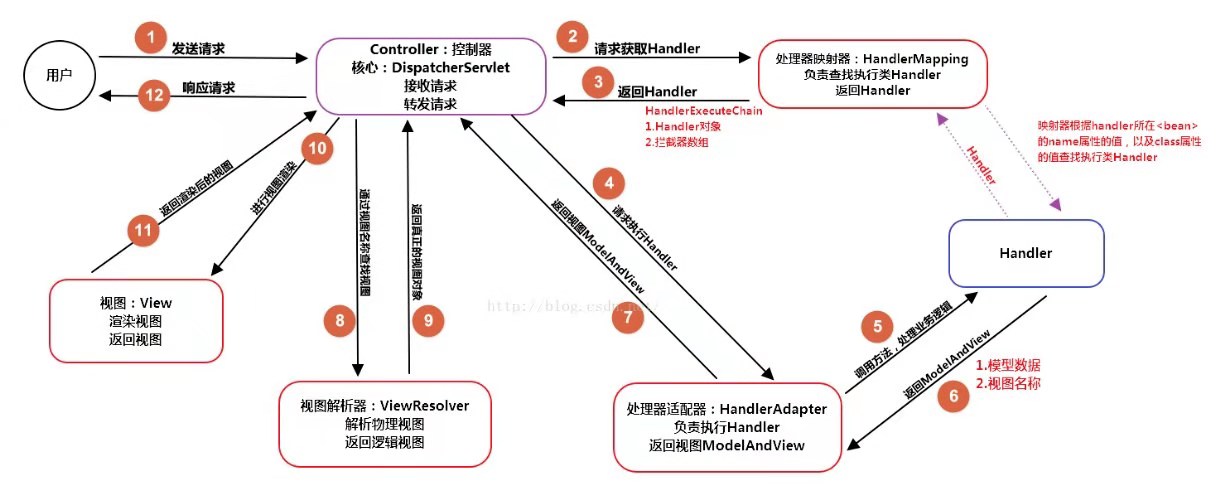 1
发送请求
用户
12
响应请求
Controller：控制器
核心：DispatcherServlet
接收请求
转发请求
2
请求获取Handler
3
返回Handler
HandlerExecuteChain
1.Handler对象
2.拦截器数组
处理器映射器：HandlerMapping
负责查找执行类Handler
返回Handler
映射器根据handler所在<bean>
的name属性的值，以及class属性
的值查找执行类Handler
Handler
Handler
4
请求执行Handler
5
调用方法，处理业务逻辑
6
返回ModelAndView
1.模型数据
2.视图名称
处理器适配器：HandlerAdapter
负责执行Handler
返回视图ModelAndView
7
返回视图ModelAndView
8
通过视图名称查找视图
9
返回真正的视图对象
视图解析器：ViewResolver
解析物理视图
返回逻辑视图
10
进行视图渲染
11
返回渲染后的视图
视图：View
渲染视图
返回视图